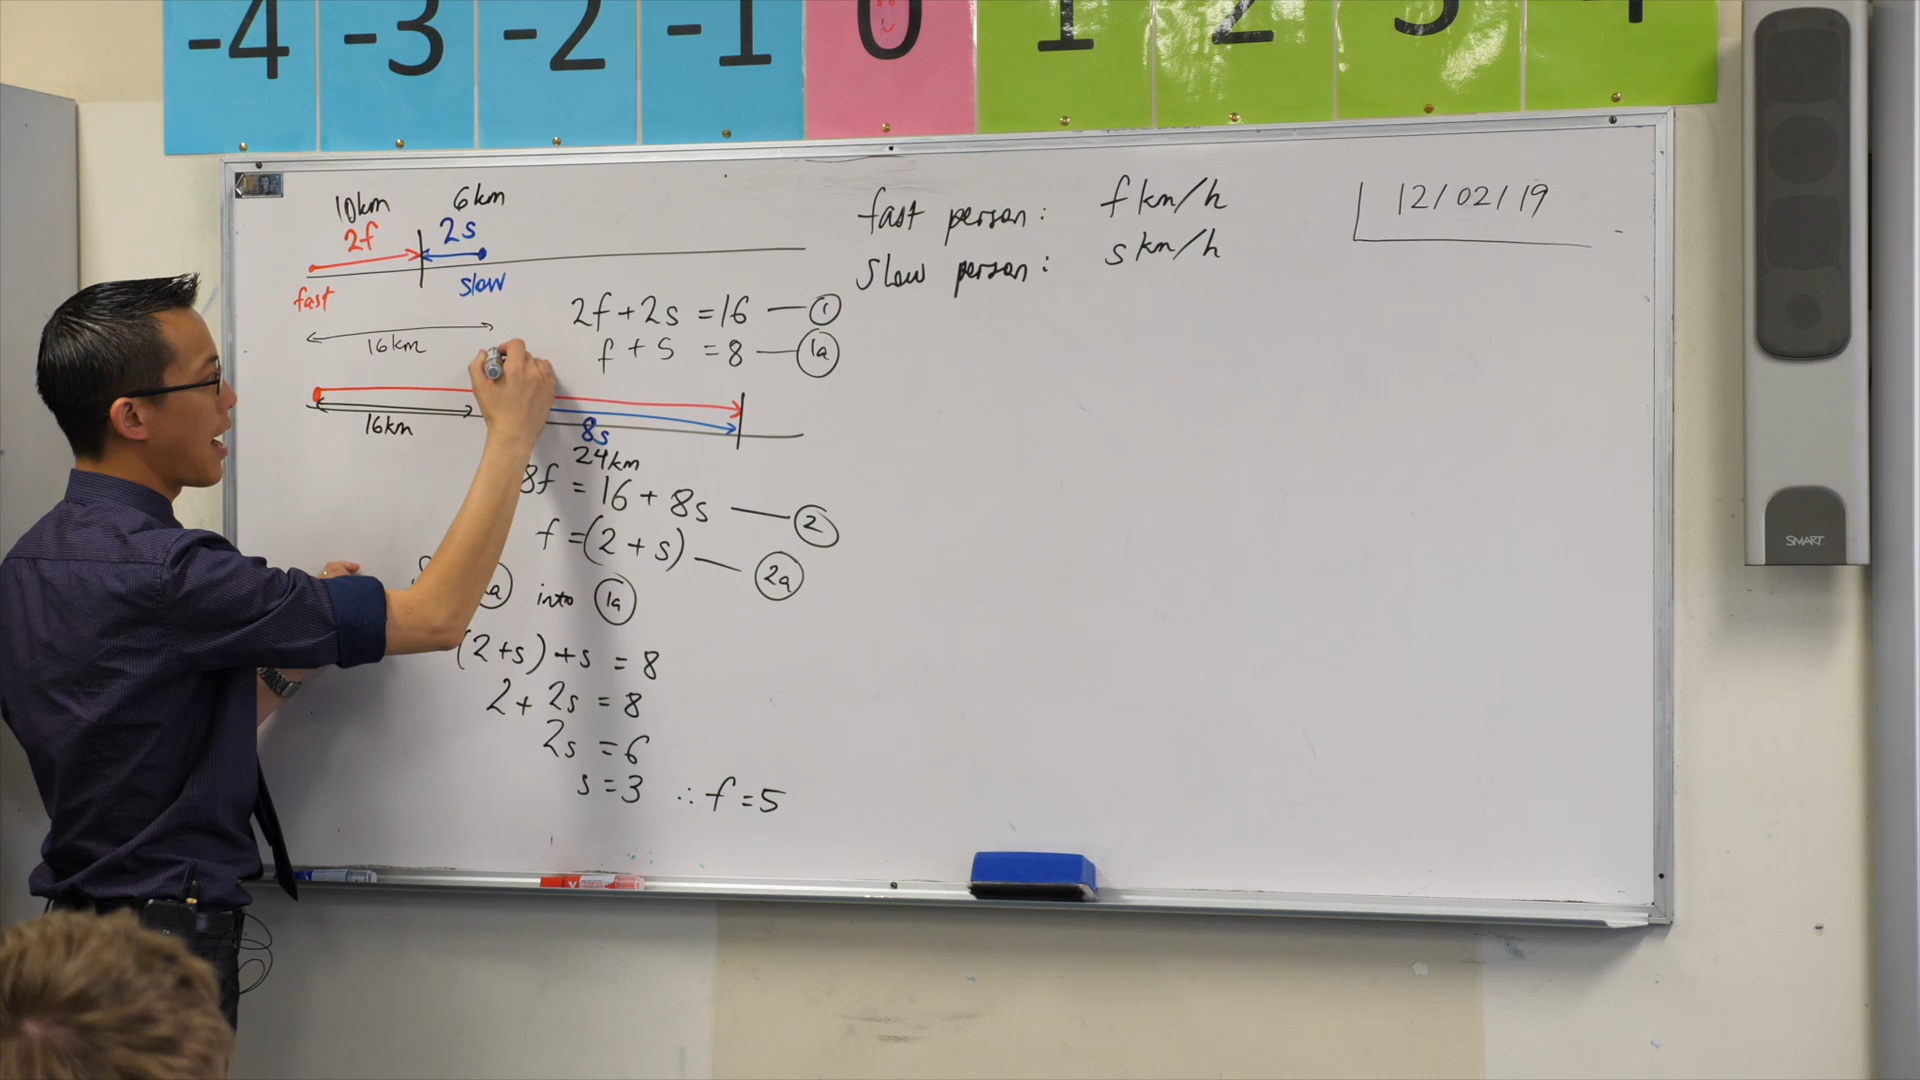 -4 -3 -2 -1 0 1 2 3 4
10km 6km
2f 2s
fast slow
16km
2f + 2s = 16 — ①
f + s = 8 — 1a
16km
8s
24km
8f = 16 + 8s — ②
f = (2 + s) — 2a
into 1a
(2+s) + s = 8
2 + 2s = 8
2s = 6
s = 3 ∴ f = 5
fast person: f km/h
slow person: s km/h
12/02/19
SMART